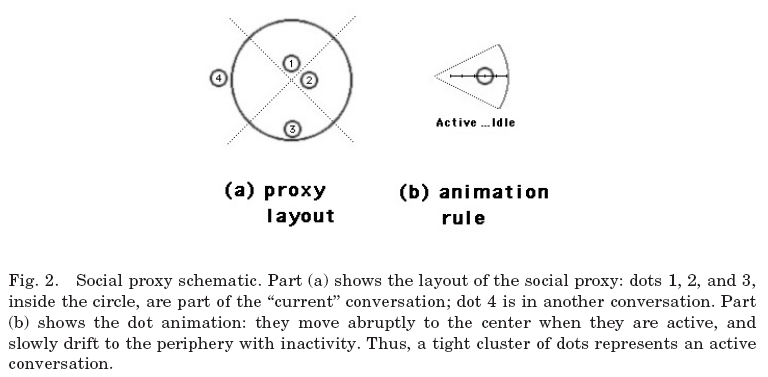 1
4
2
3
Active ...Idle
(a) proxy
layout
(b) animation
rule
Fig. 2. Social proxy schematic. Part (a) shows the layout of the social proxy: dots 1, 2, and 3,
inside the circle, are part of the “current” conversation; dot 4 is in another conversation. Part
(b) shows the dot animation: they move abruptly to the center when they are active, and
slowly drift to the periphery with inactivity. Thus, a tight cluster of dots represents an active
conversation.